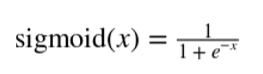 sigmoid(x) = 1 / (1 + e^{-x})